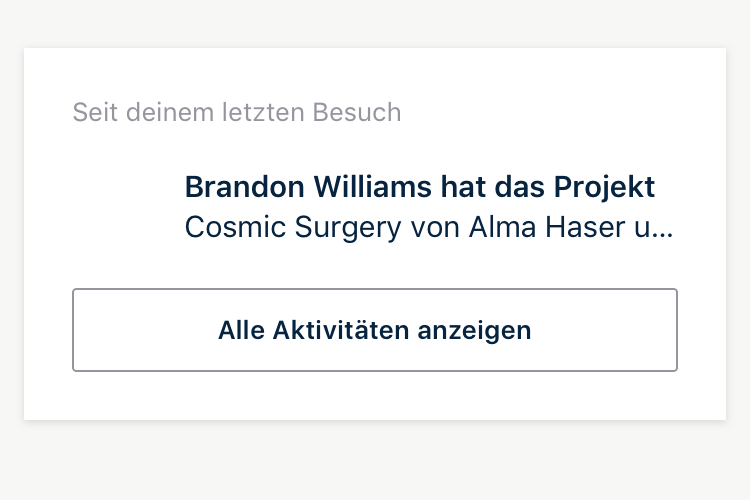 Seit deinem letzten Besuch
Brandon Williams hat das Projekt
Cosmic Surgery von Alma Haser u...
Alle Aktivitäten anzeigen